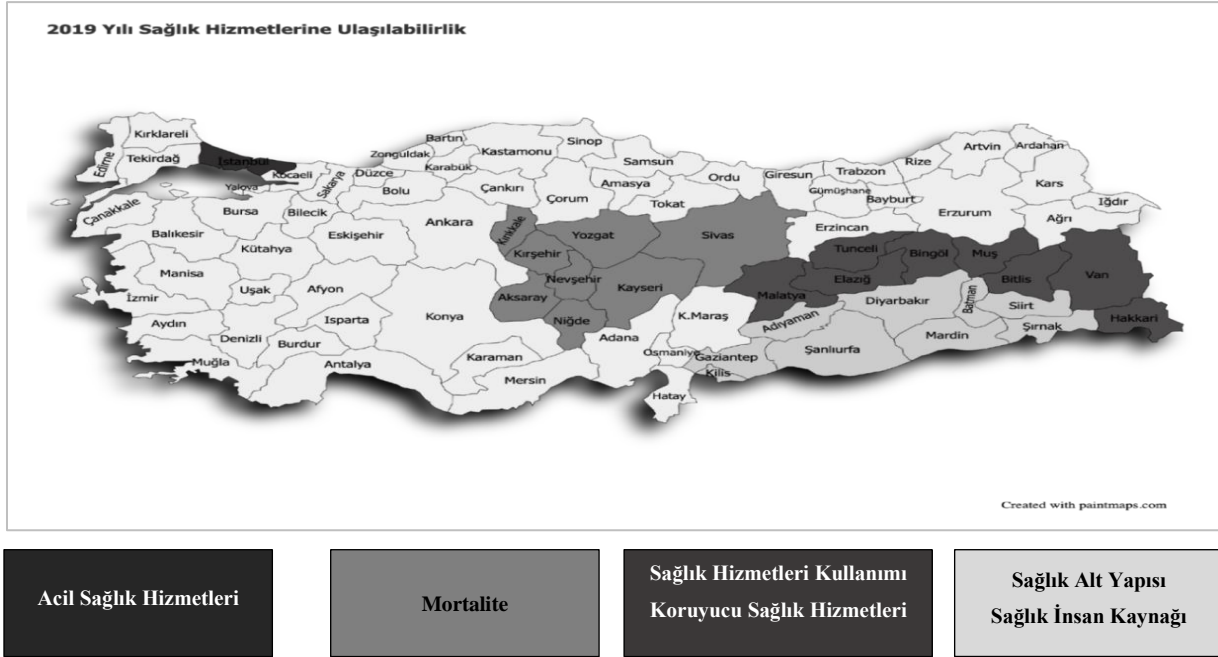 2019 Yılı Sağlık Hizmetlerine Ulaşılabilirlik
Kırklareli
Edirne
Tekirdağ
İstanbul
Kocaeli
Yalova
Sakarya
Düzce
Zonguldak
Bartın
Karabük
Kastamonu
Sinop
Samsun
Ordu
Giresun
Trabzon
Rize
Artvin
Ardahan
Kars
Iğdır
Ağrı
Erzurum
Bayburt
Gümüşhane
Erzincan
Tokat
Amasya
Çorum
Çankırı
Bolu
Ankara
Eskişehir
Bilecik
Bursa
Çanakkale
Balıkesir
Kütahya
Manisa
Uşak
Afyon
İzmir
Aydın
Denizli
Burdur
Isparta
Muğla
Antalya
Konya
Karaman
Mersin
Adana
Osmaniye
Hatay
K.Maraş
Kırıkkale
Kırşehir
Yozgat
Sivas
Nevşehir
Aksaray
Niğde
Kayseri
Malatya
Elazığ
Tunceli
Bingöl
Muş
Bitlis
Van
Hakkari
Şırnak
Siirt
Batman
Mardin
Diyarbakır
Adıyaman
Şanlıurfa
Gaziantep
Kilis
Created with paintmaps.com
Acil Sağlık Hizmetleri
Mortalite
Sağlık Hizmetleri Kullanımı
Koruyucu Sağlık Hizmetleri
Sağlık Alt Yapısı
Sağlık İnsan Kaynağı